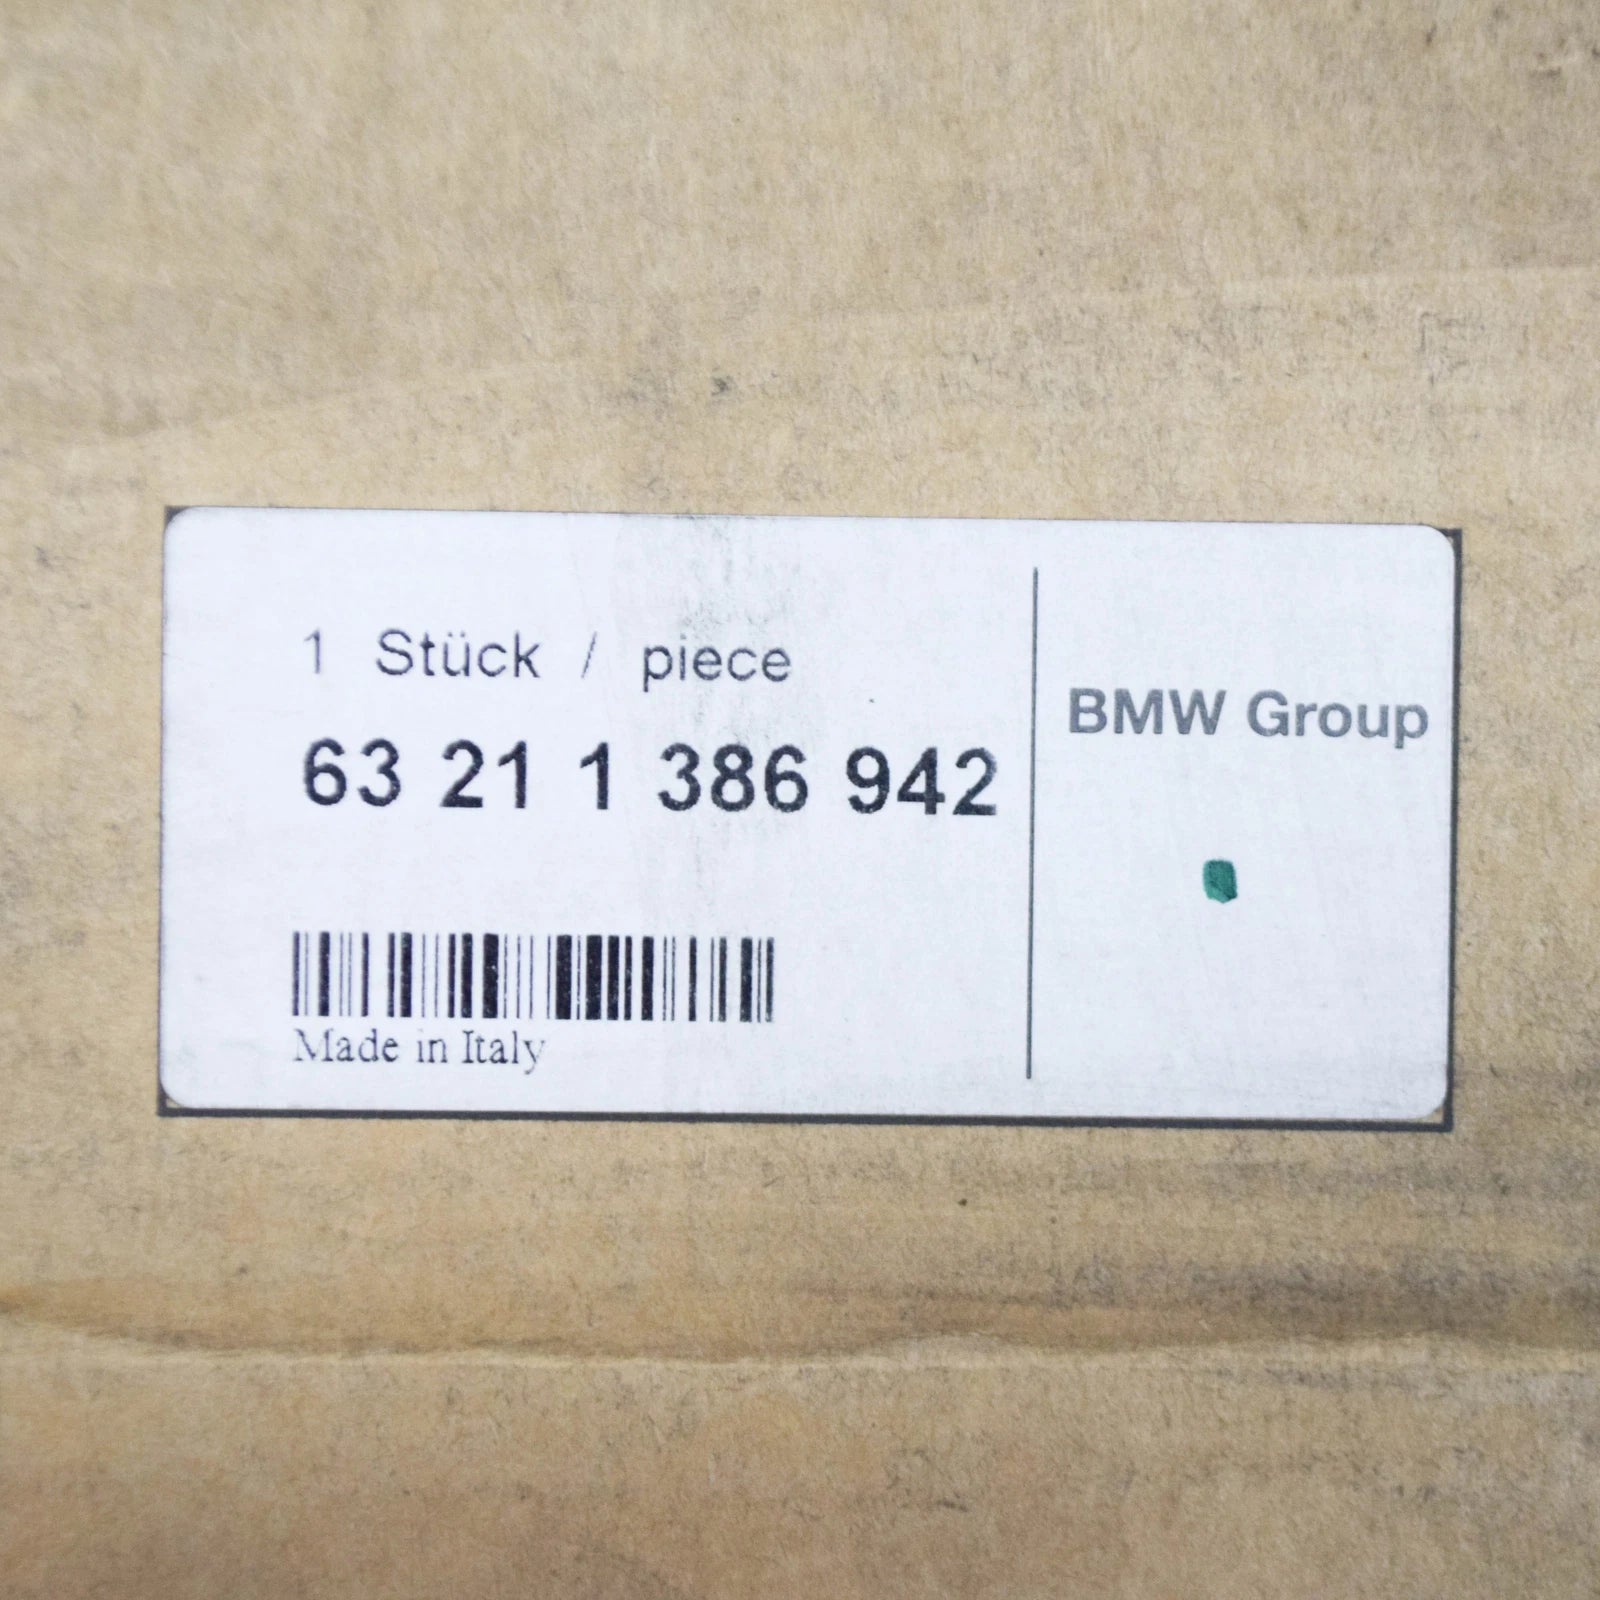 1 Stück / piece
63 21 1 386 942
Made in Italy
BMW Group